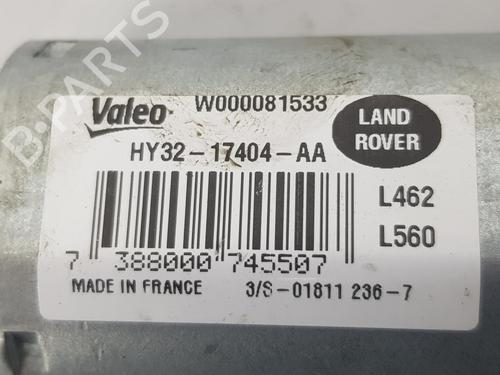 Valeo W000081533
LAND
ROVER
HY32-17404-AA
L462
L560
7 388000 745507
MADE IN FRANCE 3/S-01811 236-7
B-PARTS